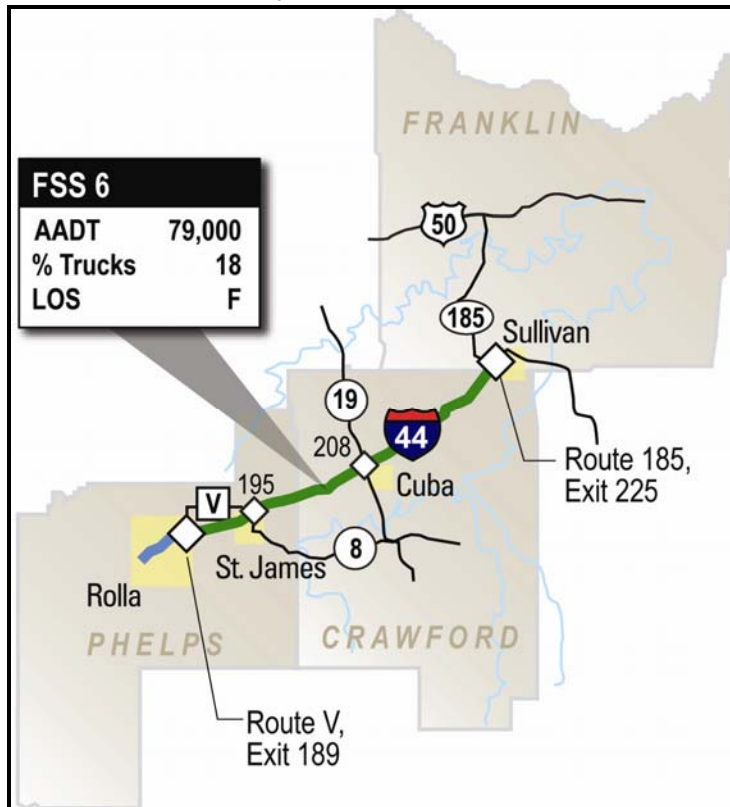 FRANKLIN
FSS 6
AADT 79,000
% Trucks 18
LOS F
50
185
Sullivan
19
44
208
Cuba
Route 185,
Exit 225
195
V
St. James
8
Rolla
PHELPS
CRAWFORD
Route V,
Exit 189